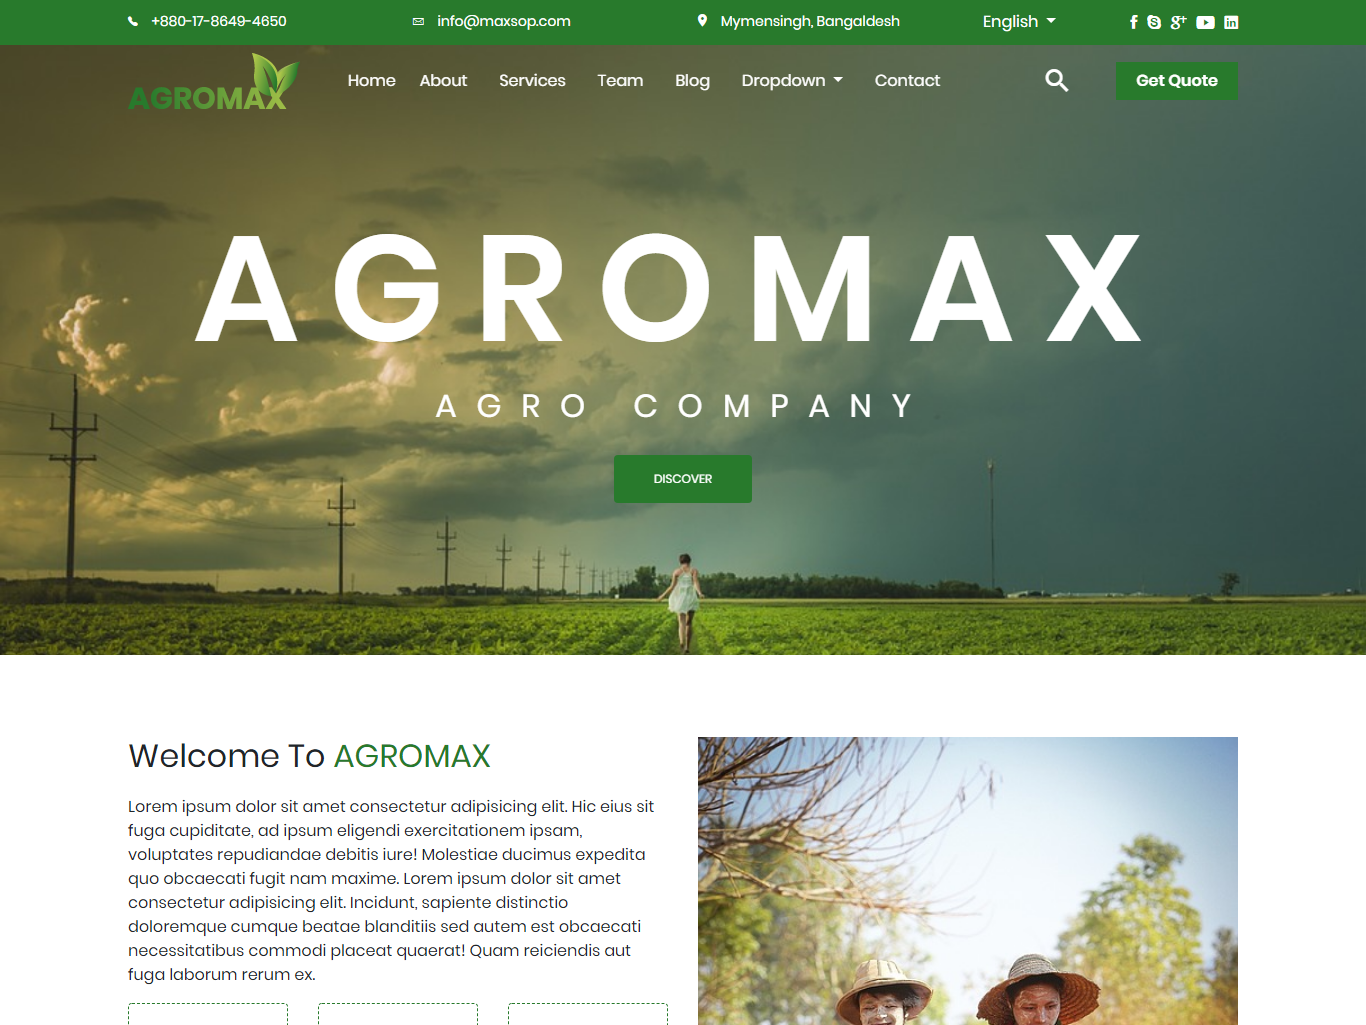 +880-17-8649-4650
info@maxsop.com
Mymensingh, Bangaldesh
English
AGROMAX
Home
About
Services
Team
Blog
Dropdown
Contact
Get Quote
AGROMAX
AGRO COMPANY
DISCOVER
Welcome To AGROMAX
Lorem ipsum dolor sit amet consectetur adipisicing elit. Hic eius sit
fuga cupiditate, ad ipsum eligendi exercitationem ipsam,
voluptates repudiandae debitis iure! Molestiae ducimus expedita
quo obcaecati fugit nam maxime. Lorem ipsum dolor sit amet
consectetur adipisicing elit. Incidunt, sapiente distinctio
doloremque cumque beatae blanditiis sed autem est obcaecati
necessitatibus commodi placeat quaerat! Quam reiciendis aut
fuga laborum rerum ex.